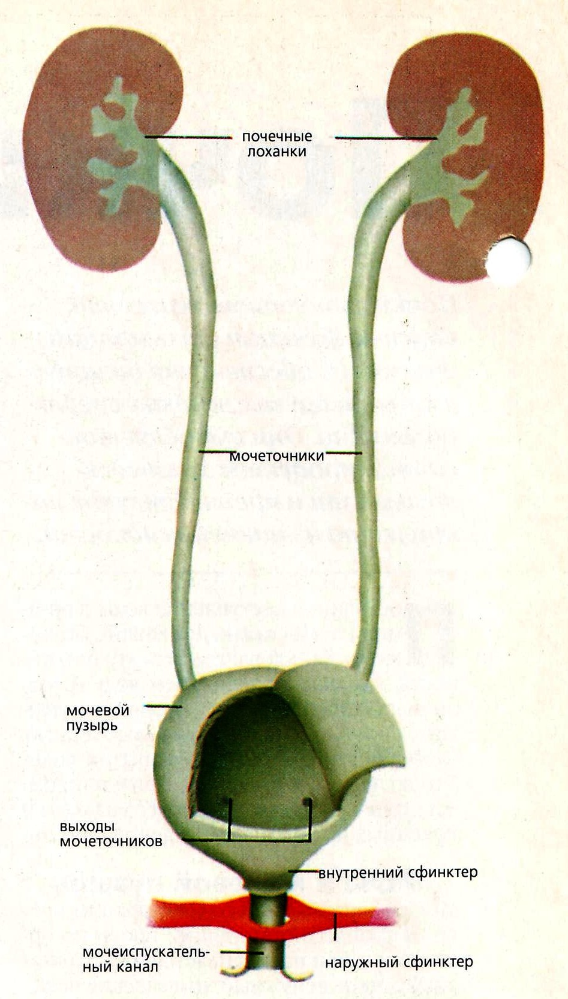 почечные
лоханки
мочеточники
мочевой
пузырь
выходы
мочеточников
внутренний сфинктер
мочеиспускатель-
ный канал
наружный сфинктер